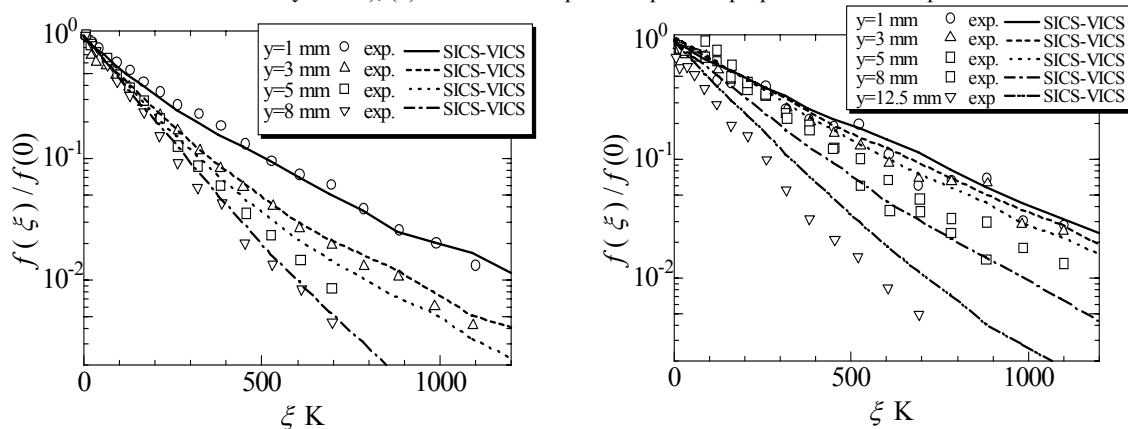 y=1 mm exp. SICS-VICS
y=3 mm exp. SICS-VICS
y=5 mm exp. SICS-VICS
y=8 mm exp. SICS-VICS
10^0
10^-1
10^-2
f(ξ)/f(0)
0 500 1000
ξ K
y=1 mm exp. SICS-VICS
y=3 mm exp. SICS-VICS
y=5 mm exp. SICS-VICS
y=8 mm exp. SICS-VICS
y=12.5 mm exp SICS-VICS
10^0
10^-1
10^-2
f(ξ)/f(0)
0 500 1000
ξ K